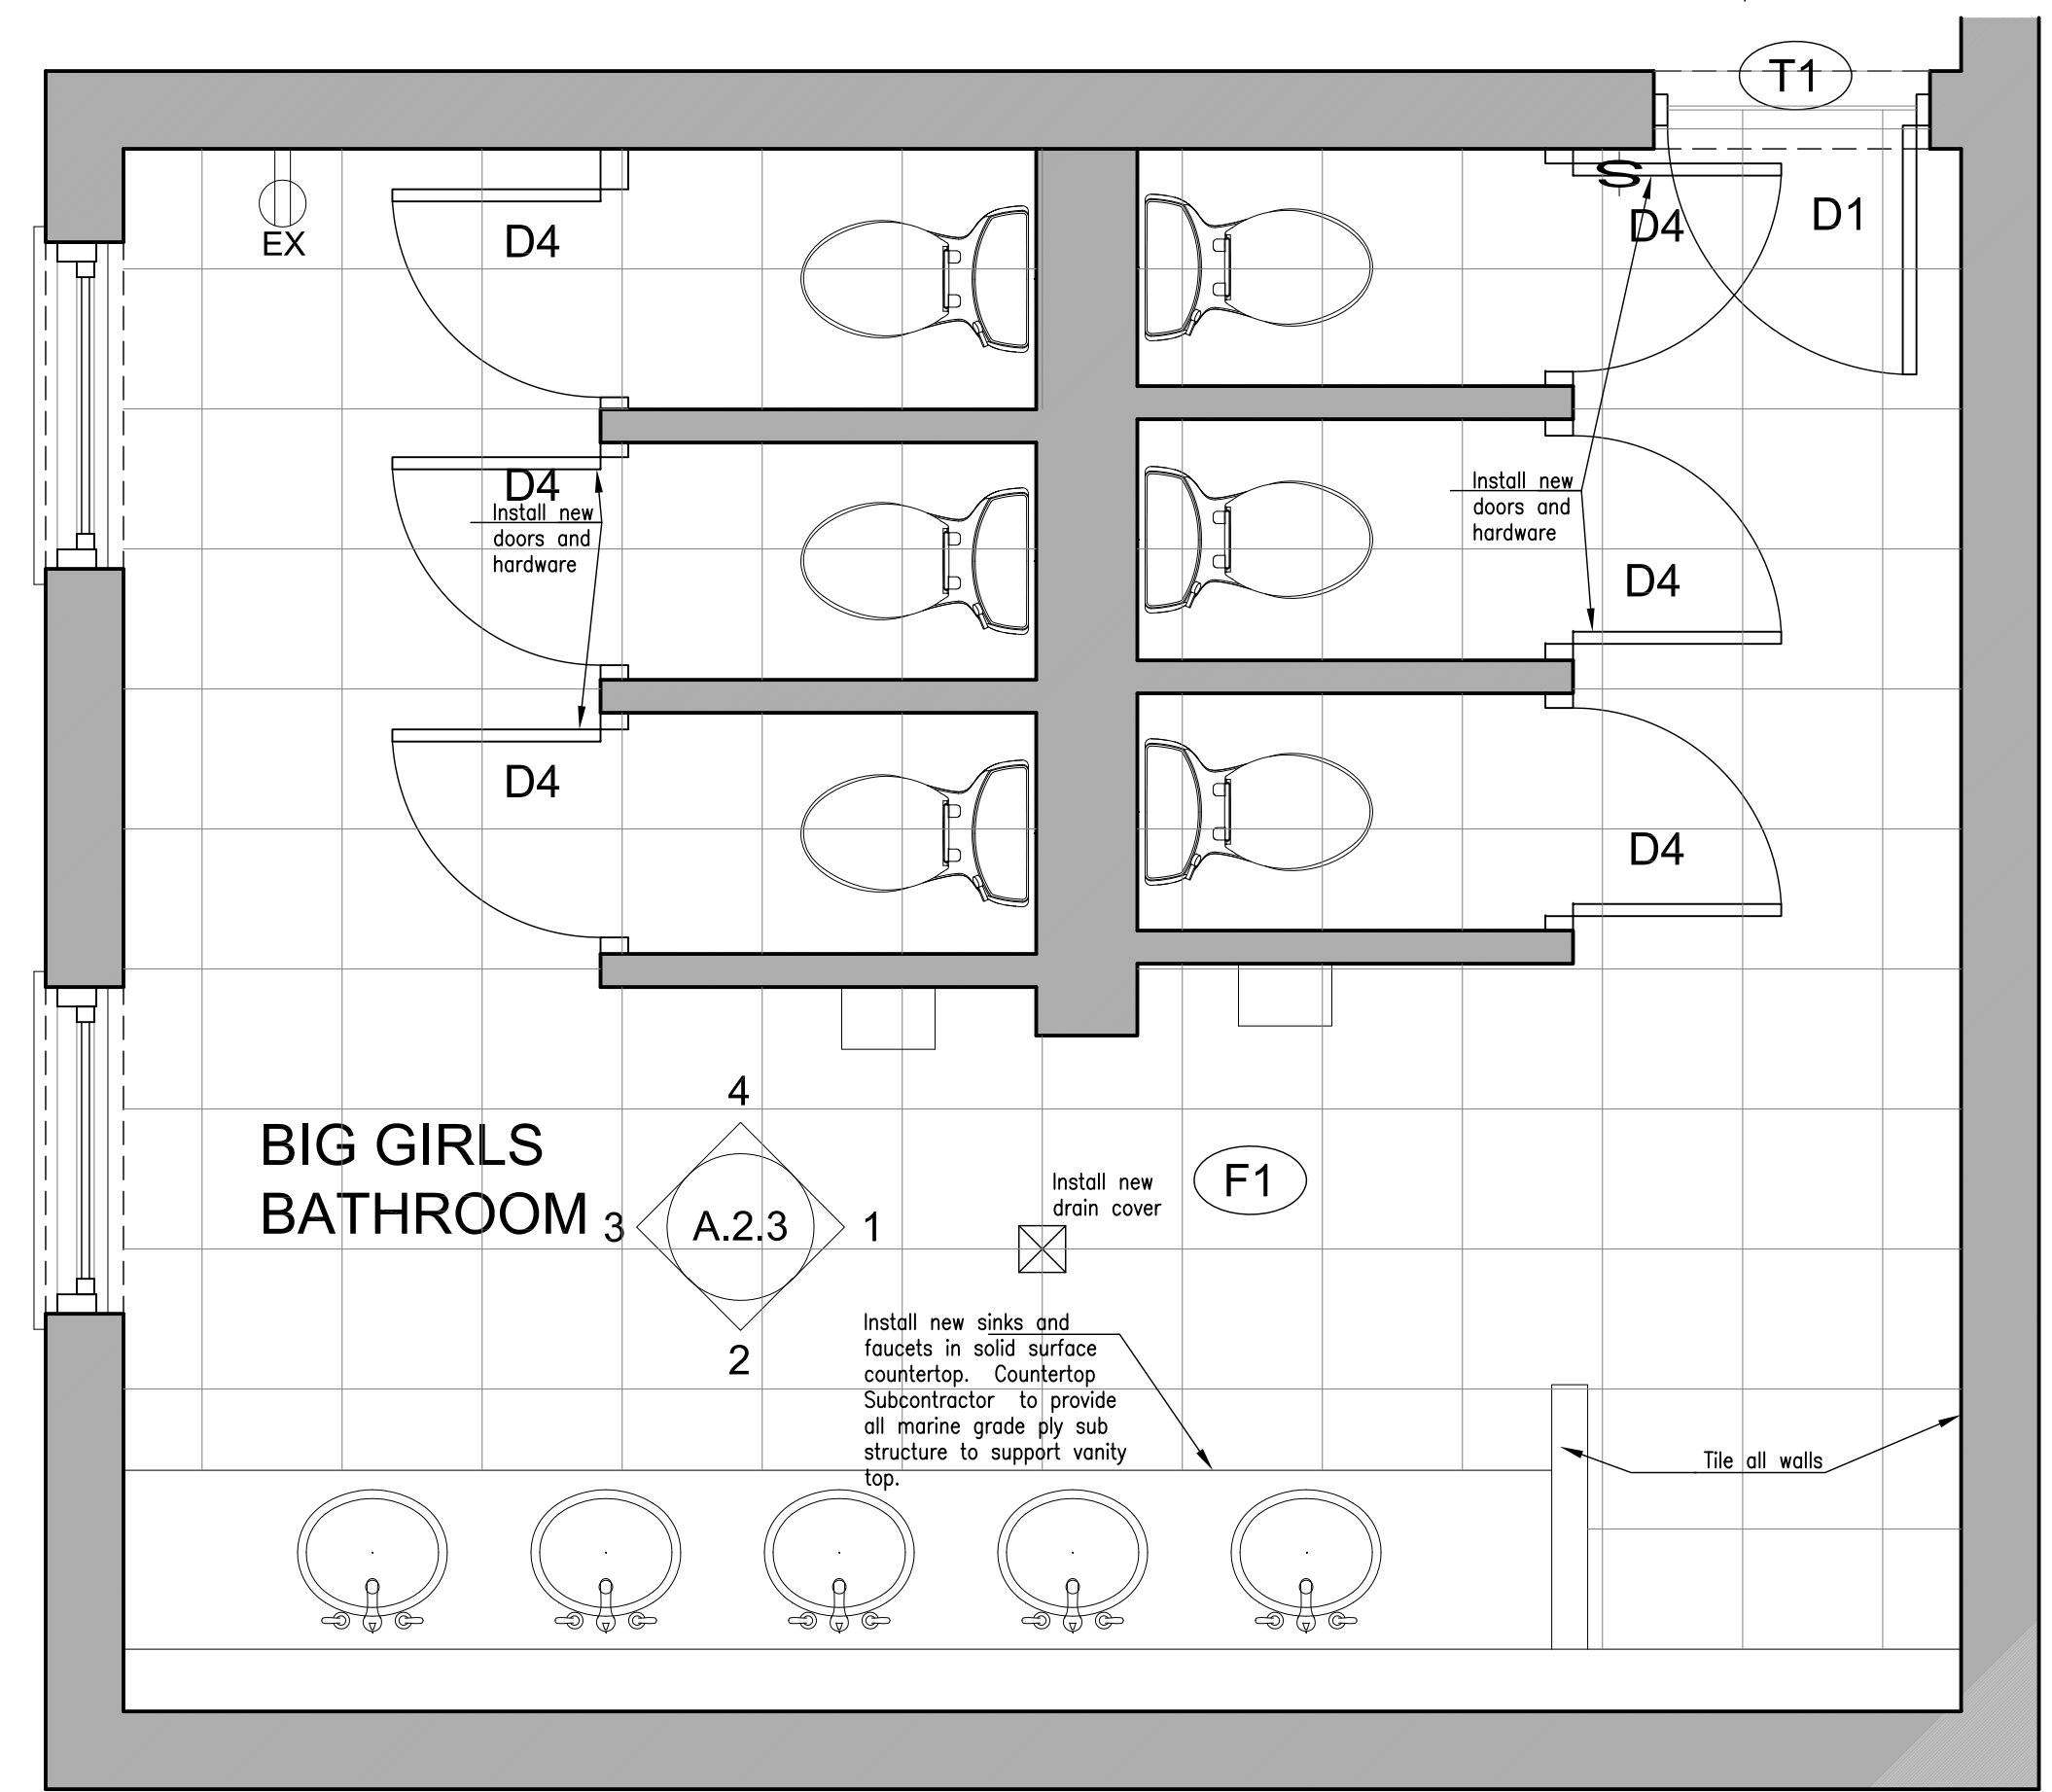 T1
S
D4
D4
D1
EX
D4
Install new
doors and
hardware
Install new
doors and
hardware
D4
D4
D4
4
BIG GIRLS
BATHROOM
3
A.2.3
1
2
Install new
drain cover
F1
Install new sinks and
faucets in solid surface
countertop. Countertop
Subcontractor to provide
all marine grade ply sub
structure to support vanity
top.
Tile all walls